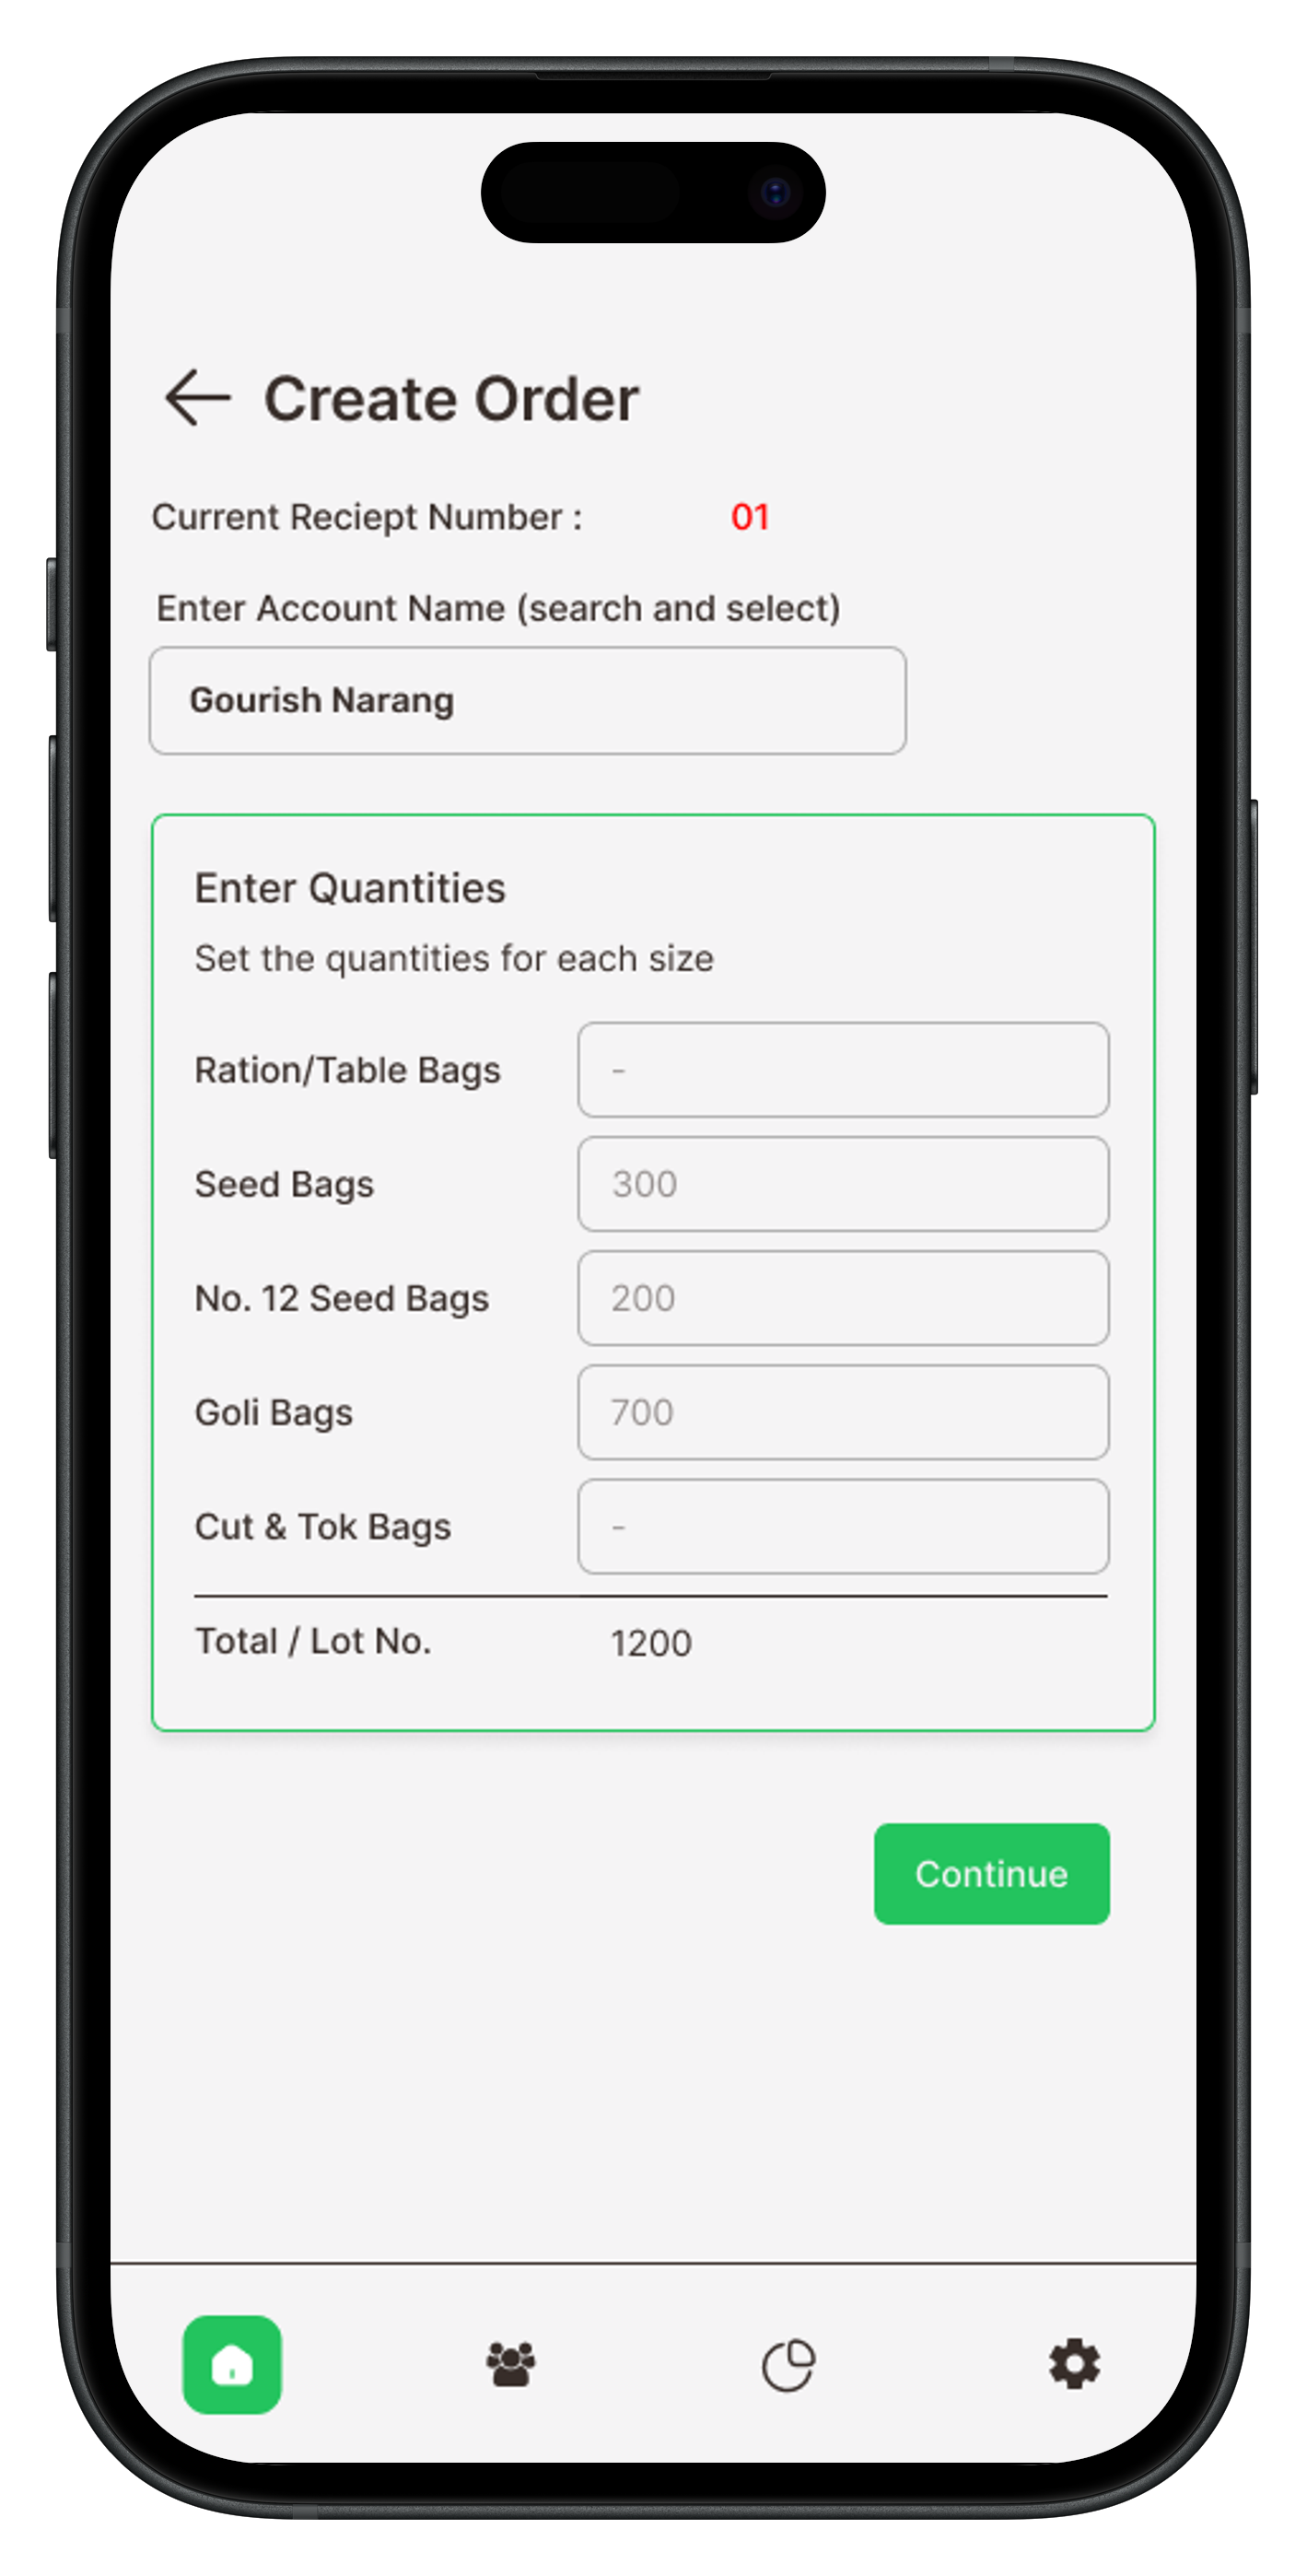 Create Order
Current Reciept Number : 01
Enter Account Name (search and select)
Gourish Narang
Enter Quantities
Set the quantities for each size
Ration/Table Bags -
Seed Bags 300
No. 12 Seed Bags 200
Goli Bags 700
Cut & Tok Bags -
Total / Lot No. 1200
Continue